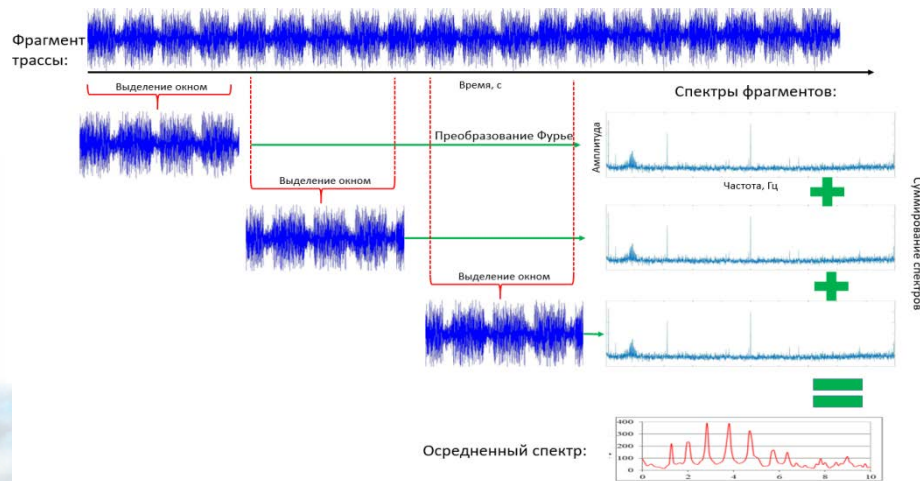 Фрагмент
трассы:
Время, с
Выделение окном
Спектры фрагментов:
Преобразование Фурье
Амплитуда
Частота, Гц
Выделение окном
Суммирование спектров
Выделение окном
Осредненный спектр:
400
300
200
100
0
0 2 4 6 8 10